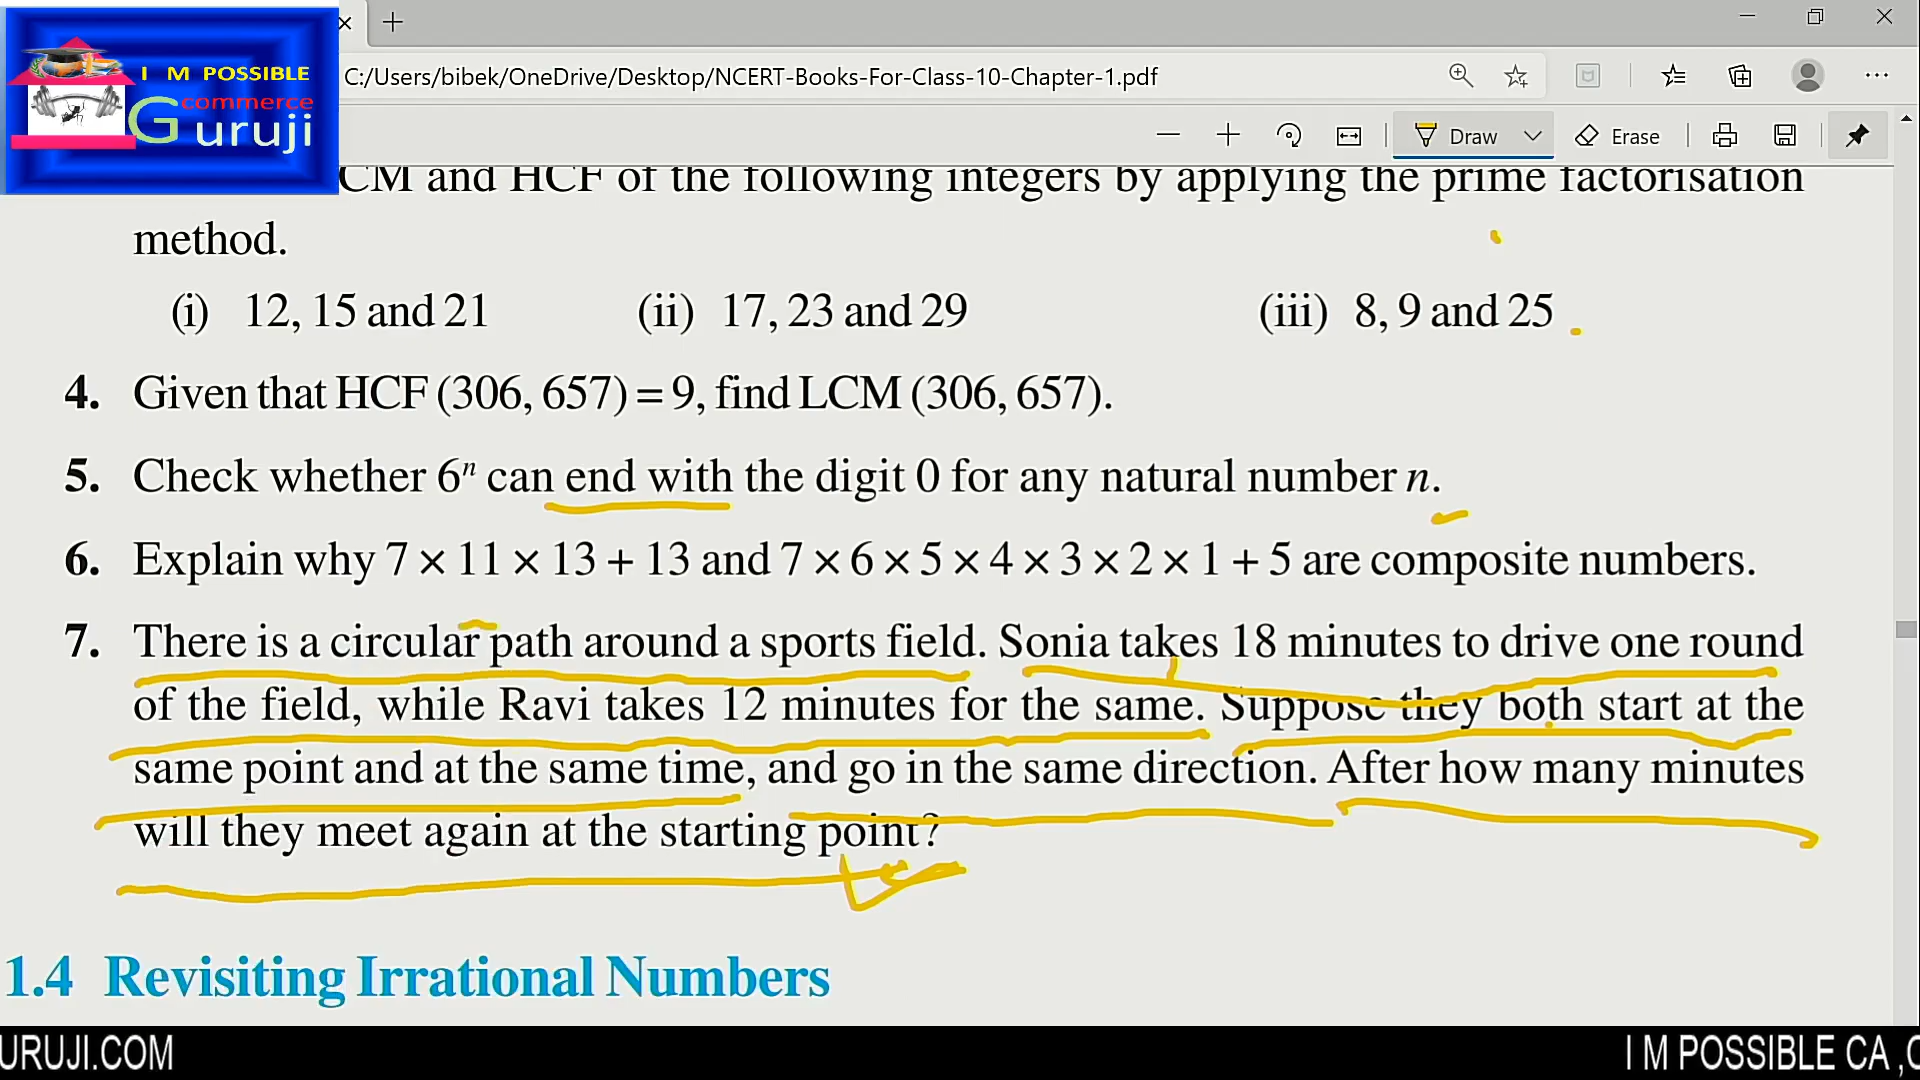 I M POSSIBLE
commerce
Guruji
C:/Users/bibek/OneDrive/Desktop/NCERT-Books-For-Class-10-Chapter-1.pdf
Draw
Erase
CM and HCF of the following integers by applying the prime factorisation
method.
(i) 12, 15 and 21 (ii) 17, 23 and 29 (iii) 8, 9 and 25
4. Given that HCF (306, 657) = 9, find LCM (306, 657).
5. Check whether 6ⁿ can end with the digit 0 for any natural number n.
6. Explain why 7 × 11 × 13 + 13 and 7 × 6 × 5 × 4 × 3 × 2 × 1 + 5 are composite numbers.
7. There is a circular path around a sports field. Sonia takes 18 minutes to drive one round
of the field, while Ravi takes 12 minutes for the same. Suppose they both start at the
same point and at the same time, and go in the same direction. After how many minutes
will they meet again at the starting point?
1.4 Revisiting Irrational Numbers
URUJI.COM I M POSSIBLE CA ,C